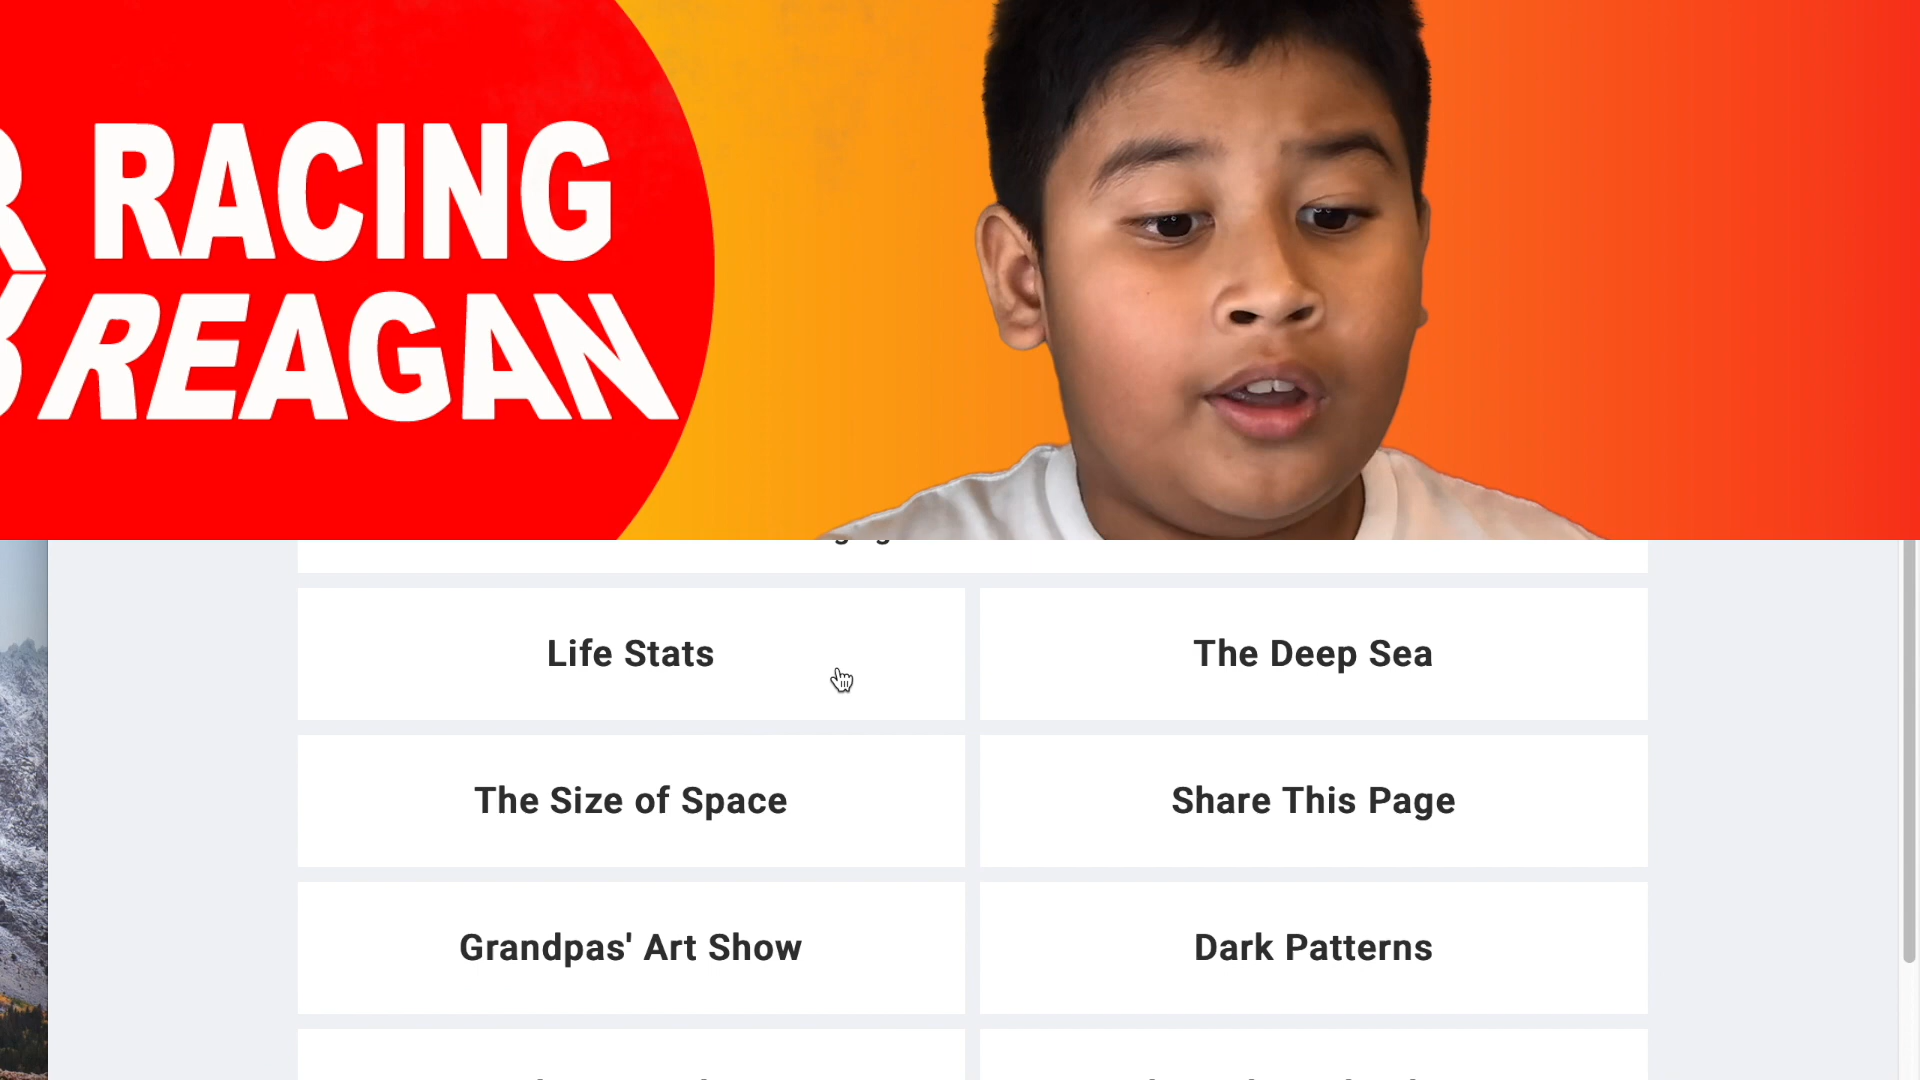 RACING
REAGAN
Life Stats
The Deep Sea
The Size of Space
Share This Page
Grandpas' Art Show
Dark Patterns